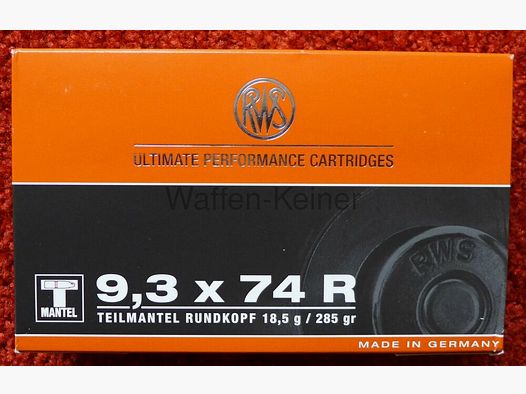 RWS
ULTIMATE PERFORMANCE CARTRIDGES
Waffen-Keiner
RWS
T
MANTEL
9,3 x 74 R
TEILMANTEL RUNDKOPF 18,5 g / 285 gr
MADE IN GERMANY